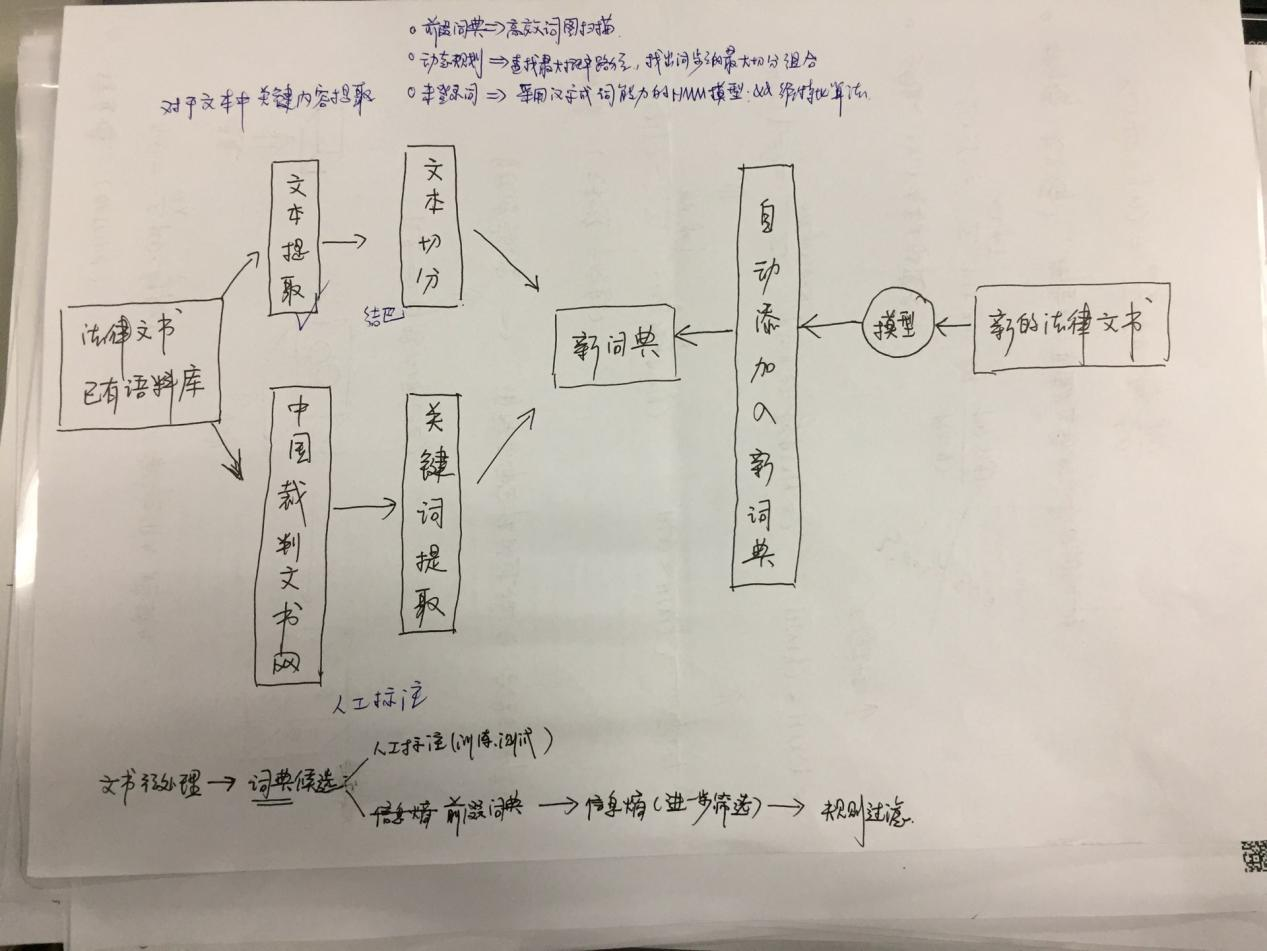 ○ 前缀词典⇒高效词图扫描.
○ 动态规划⇒查找最大概率路径，找出词步的最大切分组合
对于文本中关键内容提取
○ 未登录词⇒采用汉字成词能力的HMM模型: 维特比算法.
文本提取
文本切分
结巴
法律文书
已有语料库
中国裁判文书网
关键词提取
人工标注
新词典
自动添加入新词典
模型
新的法律文书
人工标注(训练.测试)
文书预处理→词典候选
信息熵 前缀词典→信息熵(进一步筛选)→规则过滤.